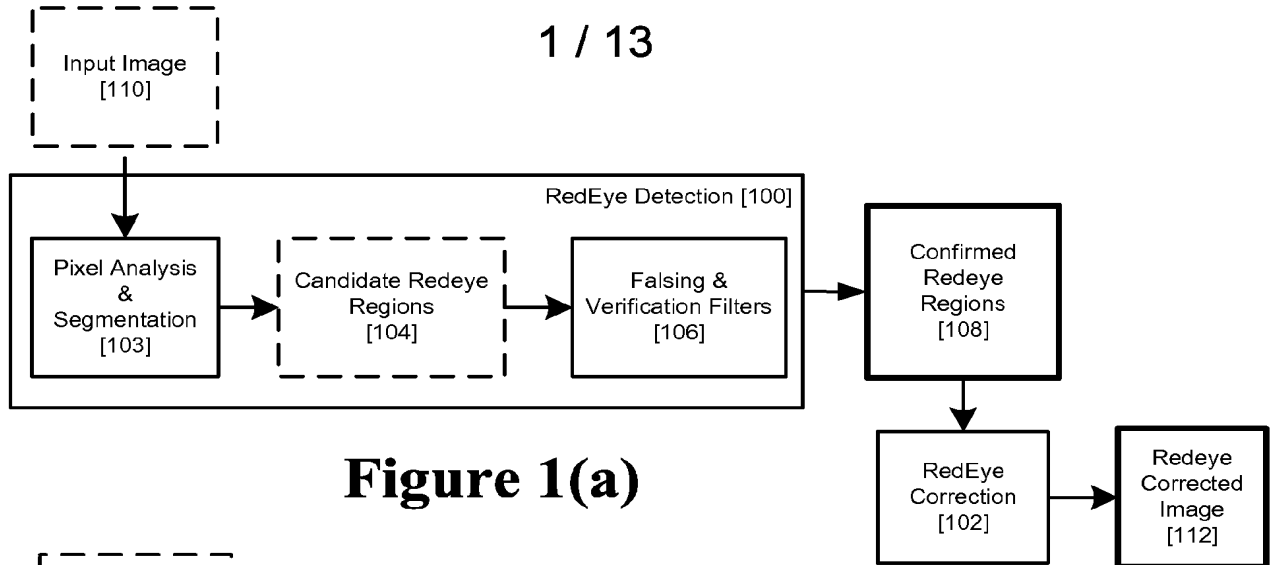 1 / 13
Input Image
[110]
RedEye Detection [100]
Pixel Analysis
&
Segmentation
[103]
Candidate Redeye
Regions
[104]
Falsing &
Verification Filters
[106]
Confirmed
Redeye
Regions
[108]
Figure 1(a)
RedEye
Correction
[102]
Redeye
Corrected
Image
[112]